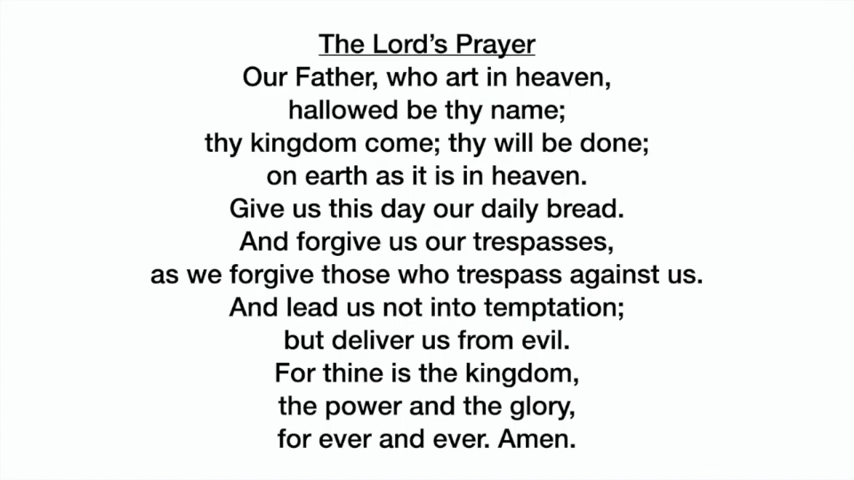 The Lord’s Prayer
Our Father, who art in heaven,
hallowed be thy name;
thy kingdom come; thy will be done;
on earth as it is in heaven.
Give us this day our daily bread.
And forgive us our trespasses,
as we forgive those who trespass against us.
And lead us not into temptation;
but deliver us from evil.
For thine is the kingdom,
the power and the glory,
for ever and ever. Amen.